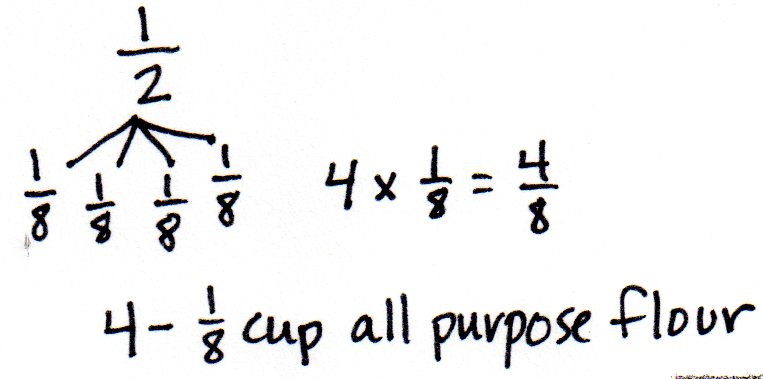 1/2
1/8 1/8 1/8 1/8 4 x 1/8 = 4/8
4 - 1/8 cup all purpose flour